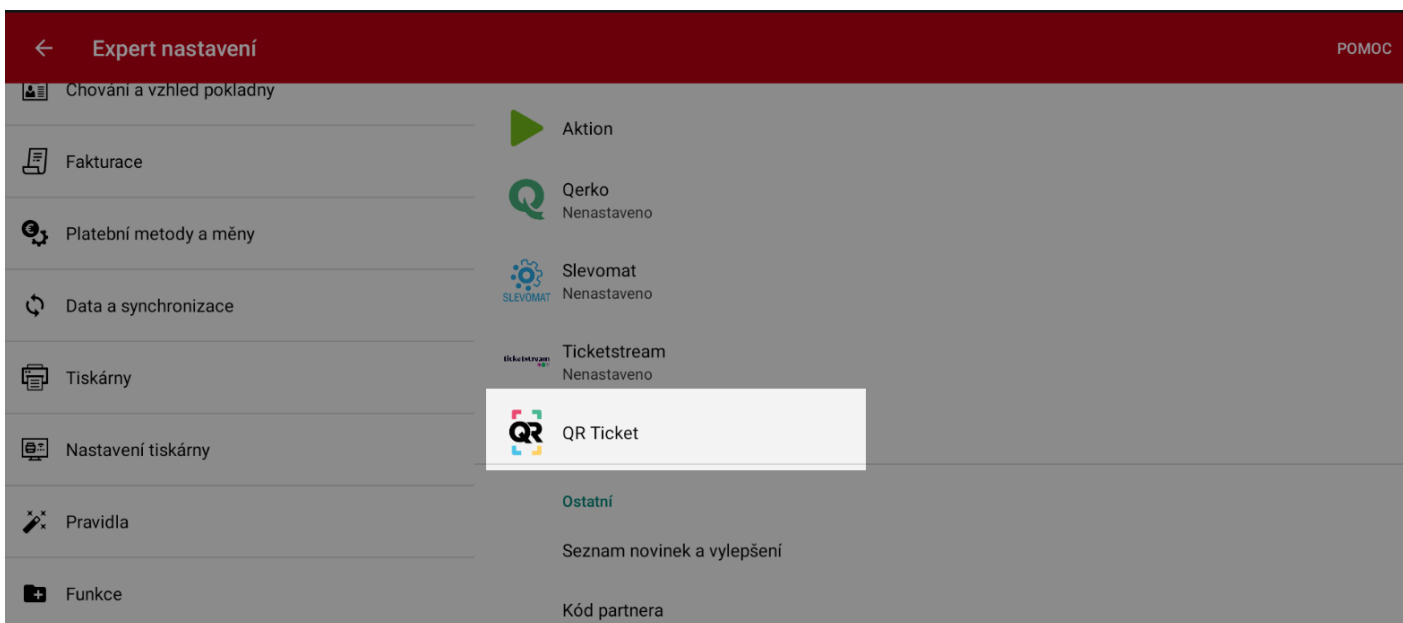 Expert nastavení
POMOC
Chování a vzhled pokladny
Fakturace
Platební metody a měny
Data a synchronizace
Tiskárny
Nastavení tiskárny
Pravidla
Funkce
Aktion
Qerko
Nenastaveno
SLEVOMAT
Slevomat
Nenastaveno
ticketstream
Ticketstream
Nenastaveno
QR
QR Ticket
Ostatní
Seznam novinek a vylepšení
Kód partnera